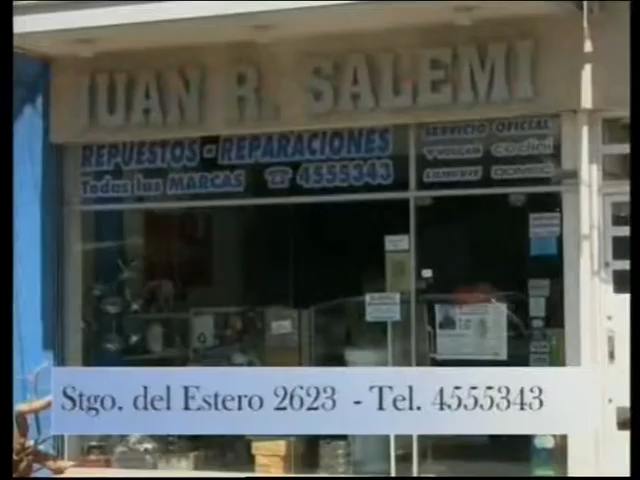 JUAN R. SALEMI
REPUESTOS - REPARACIONES
Todas las MARCAS ☎ 4555343
SERVICIO OFICIAL
Stgo. del Estero 2623 - Tel. 4555343